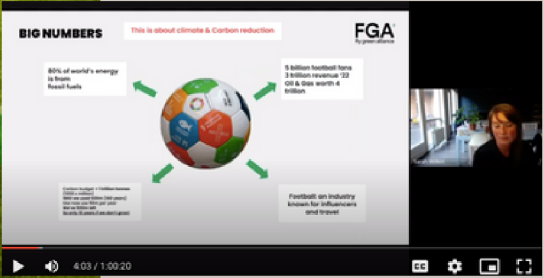 BIG NUMBERS
This is about climate & Carbon reduction
FGA
fly green alliance
80% of world's energy
is from
fossil fuels
5 billion football fans
3 trillion revenue '22
Oil & Gas worth 4
trillion
Football: an industry
known for influencers
and travel
4:03 / 1:00:20
CC